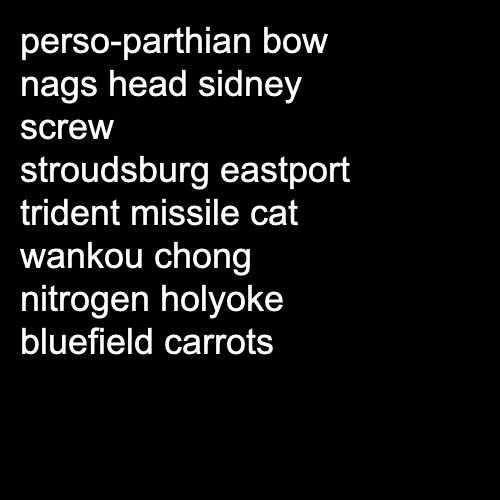 perso-parthian bow
nags head sidney
screw
stroudsburg eastport
trident missile cat
wankou chong
nitrogen holyoke
bluefield carrots